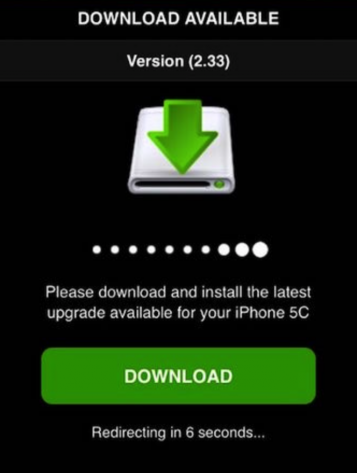 DOWNLOAD AVAILABLE
Version (2.33)
Please download and install the latest
upgrade available for your iPhone 5C
DOWNLOAD
Redirecting in 6 seconds...